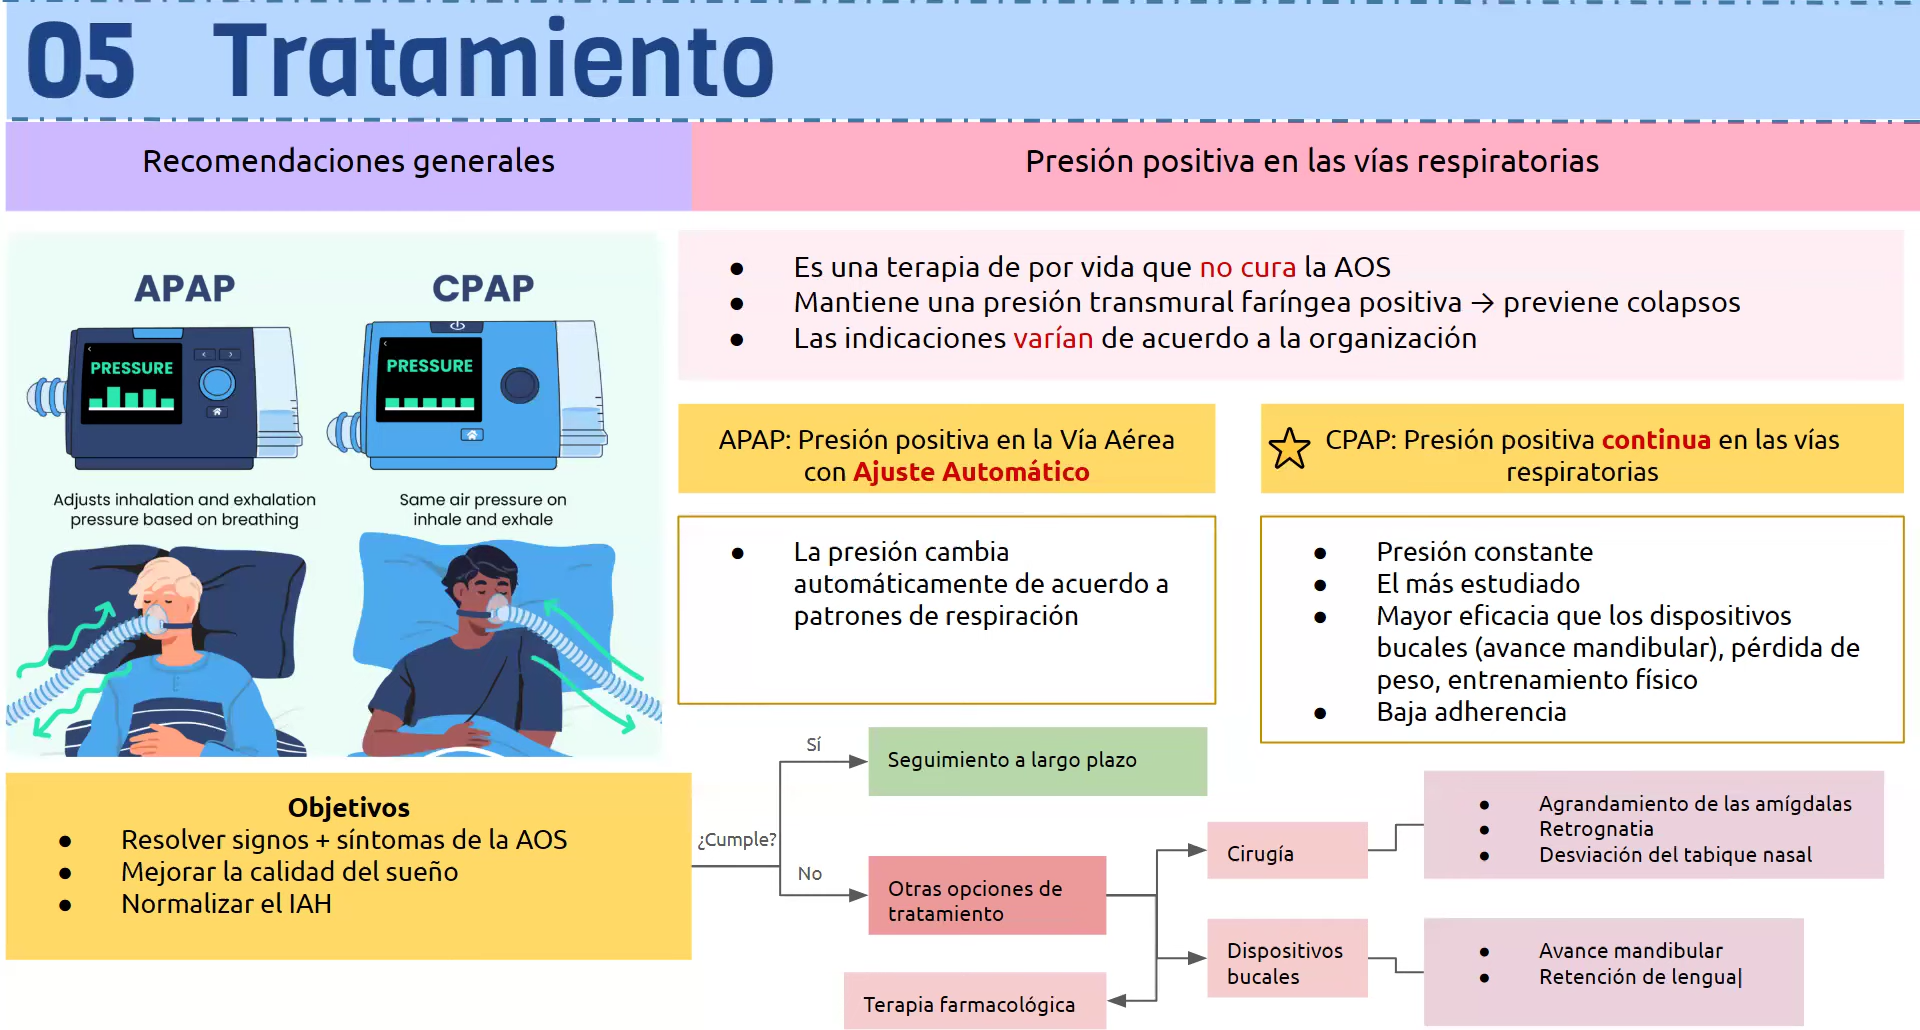 05 Tratamiento
Recomendaciones generales
Presión positiva en las vías respiratorias
APAP
CPAP
PRESSURE
PRESSURE
Adjusts inhalation and exhalation
pressure based on breathing
Same air pressure on
inhale and exhale
● Es una terapia de por vida que no cura la AOS
● Mantiene una presión transmural faríngea positiva → previene colapsos
● Las indicaciones varían de acuerdo a la organización
APAP: Presión positiva en la Vía Aérea
con Ajuste Automático
● La presión cambia
automáticamente de acuerdo a
patrones de respiración
CPAP: Presión positiva continua en las vías
respiratorias
● Presión constante
● El más estudiado
● Mayor eficacia que los dispositivos
bucales (avance mandibular), pérdida de
peso, entrenamiento físico
● Baja adherencia
Objetivos
● Resolver signos + síntomas de la AOS
● Mejorar la calidad del sueño
● Normalizar el IAH
¿Cumple?
Sí
Seguimiento a largo plazo
No
Otras opciones de
tratamiento
Cirugía
● Agrandamiento de las amígdalas
● Retrognatia
● Desviación del tabique nasal
Dispositivos
bucales
● Avance mandibular
● Retención de lengua
Terapia farmacológica